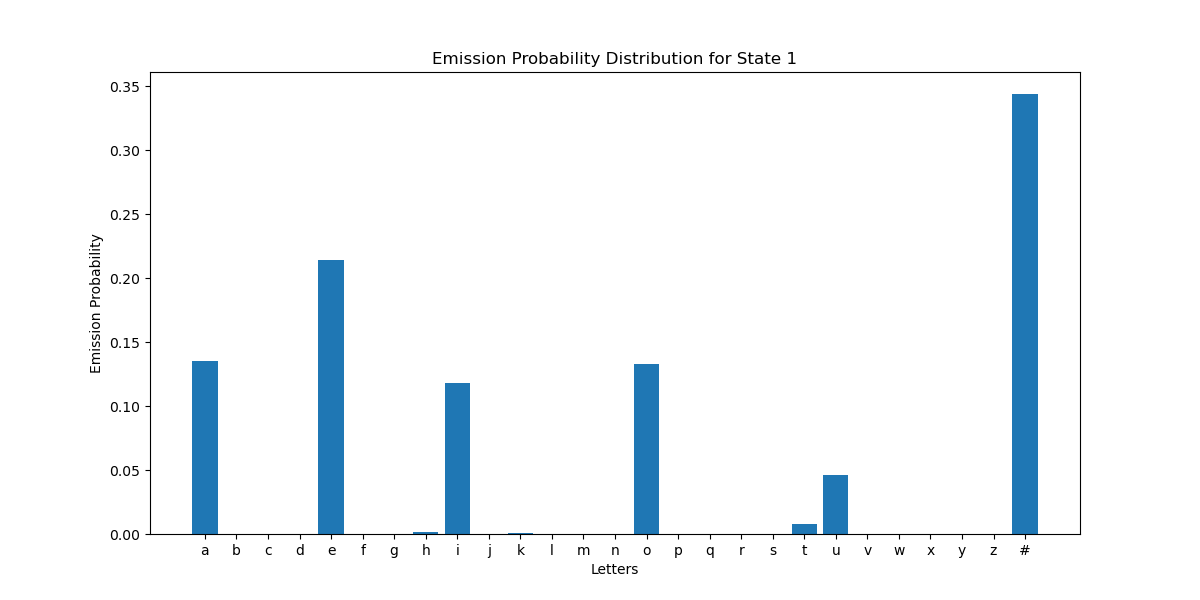 Emission Probability Distribution for State 1
0.35
0.30
0.25
0.20
0.15
0.10
0.05
0.00
Emission Probability
a b c d e f g h i j k l m n o p q r s t u v w x y z #
Letters